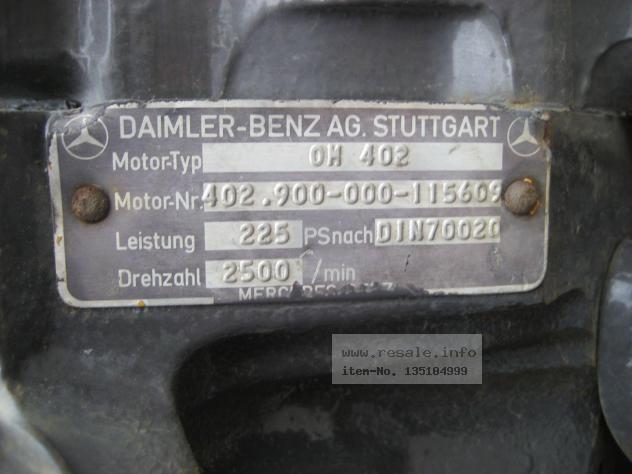 DAIMLER-BENZ AG. STUTTGART
Motor-Typ OM 402
Motor-Nr. 402.900-000-115609
Leistung 225 PS nach DIN70020
Drehzahl 2500 /min
www.resale.info
item-No. 135104999